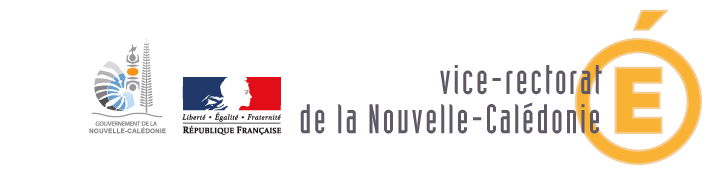 GOUVERNEMENT DE LA
NOUVELLE-CALÉDONIE
Liberté • Égalité • Fraternité
RÉPUBLIQUE FRANÇAISE
vice-rectorat
de la Nouvelle-Calédonie
É